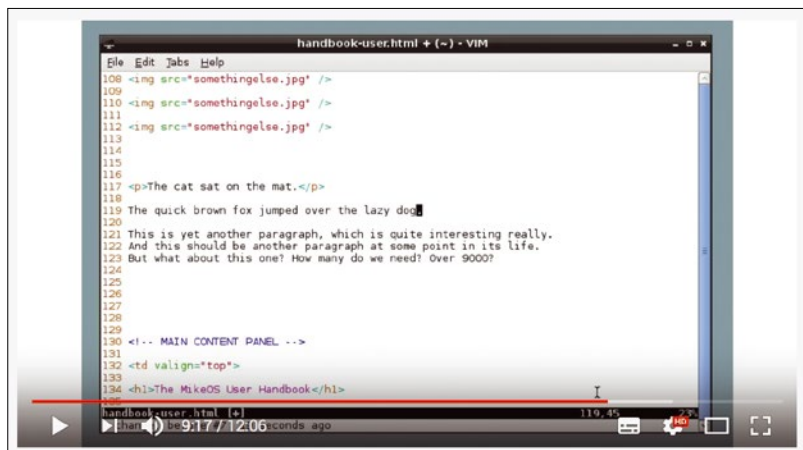 handbook-user.html + (~) - VIM
File Edit Tabs Help
108 <img src="somethingelse.jpg" />
109
110 <img src="somethingelse.jpg" />
111
112 <img src="somethingelse.jpg" />
113
114
115
116
117 <p>The cat sat on the mat.</p>
118
119 The quick brown fox jumped over the lazy dog.
120
121 This is yet another paragraph, which is quite interesting really.
122 And this should be another paragraph at some point in its life.
123 But what about this one? How many do we need? Over 9000?
124
125
126
127
128
129
130 <!-- MAIN CONTENT PANEL -->
131
132 <td valign="top">
133
134 <h1>The MikeOS User Handbook</h1>
handbook-user.html [+] 119,45 23%
9:17 / 12:06 seconds ago
HD